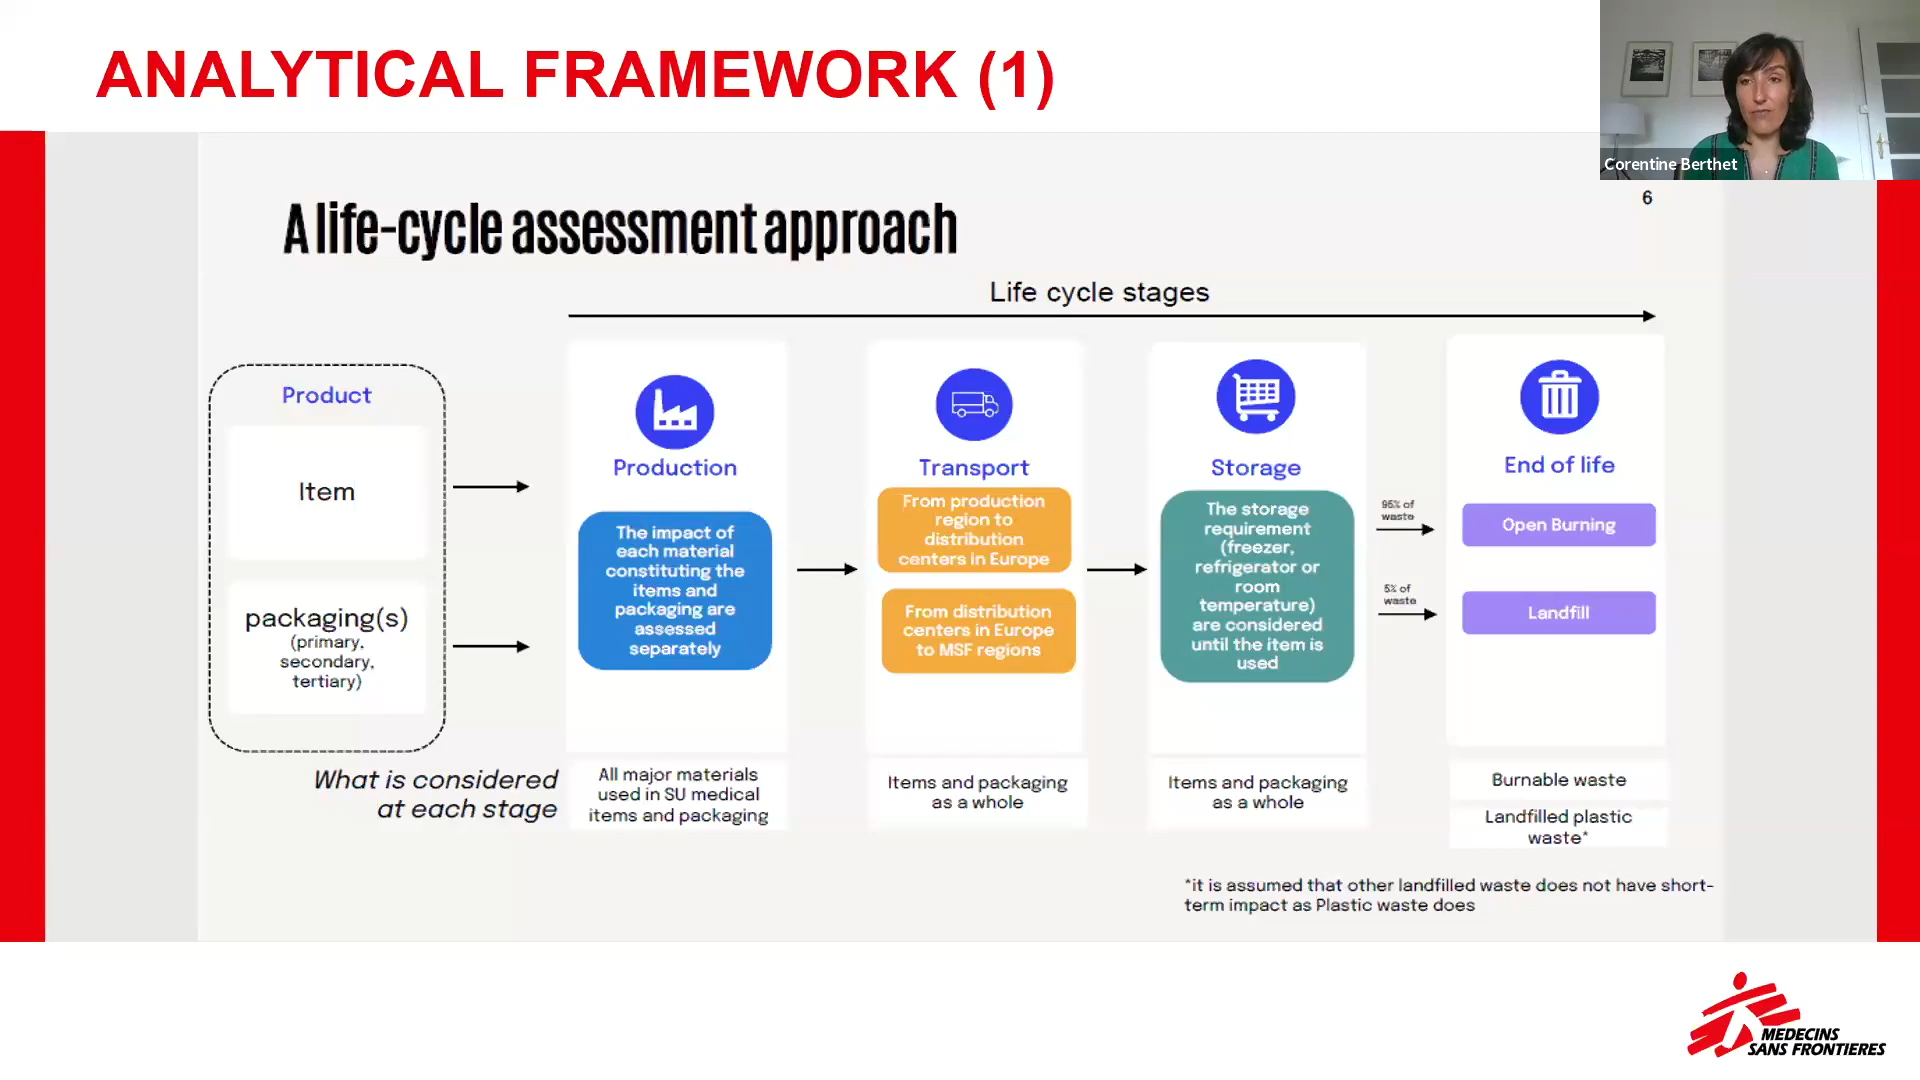 ANALYTICAL FRAMEWORK (1)
Corentine Berthet
6
A life-cycle assessment approach
Life cycle stages
Product
Item
packaging(s)
(primary,
secondary,
tertiary)
Production
The impact of
each material
constituting the
items and
packaging are
assessed
separately
Transport
From production
region to
distribution
centers in Europe
From distribution
centers in Europe
to MSF regions
Storage
The storage
requirement
(freezer,
refrigerator or
room
temperature)
are considered
until the item is
used
95% of
waste
5% of
waste
End of life
Open Burning
Landfill
What is considered
at each stage
All major materials
used in SU medical
items and packaging
Items and packaging
as a whole
Items and packaging
as a whole
Burnable waste
Landfilled plastic
waste*
*it is assumed that other landfilled waste does not have short-
term impact as Plastic waste does
MEDECINS
SANS FRONTIERES